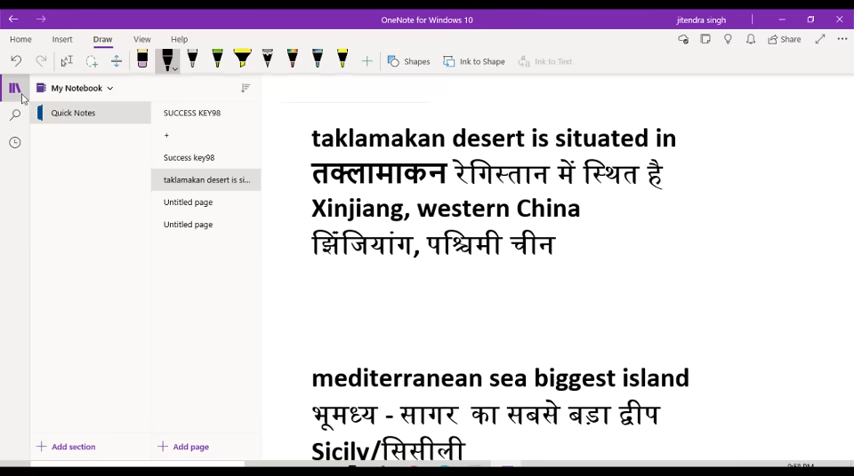 OneNote for Windows 10
jitendra singh
Home Insert Draw View Help
Share
Shapes Ink to Shape Ink to Text
My Notebook
Quick Notes
SUCCESS KEY98
+
Success key98
taklamakan desert is si...
Untitled page
Untitled page
taklamakan desert is situated in
तक्लामाकन रेगिस्तान में स्थित है
Xinjiang, western China
झिंजियांग, पश्चिमी चीन
mediterranean sea biggest island
भूमध्य - सागर का सबसे बड़ा द्वीप
Sicily/सिसीली
+ Add section
+ Add page